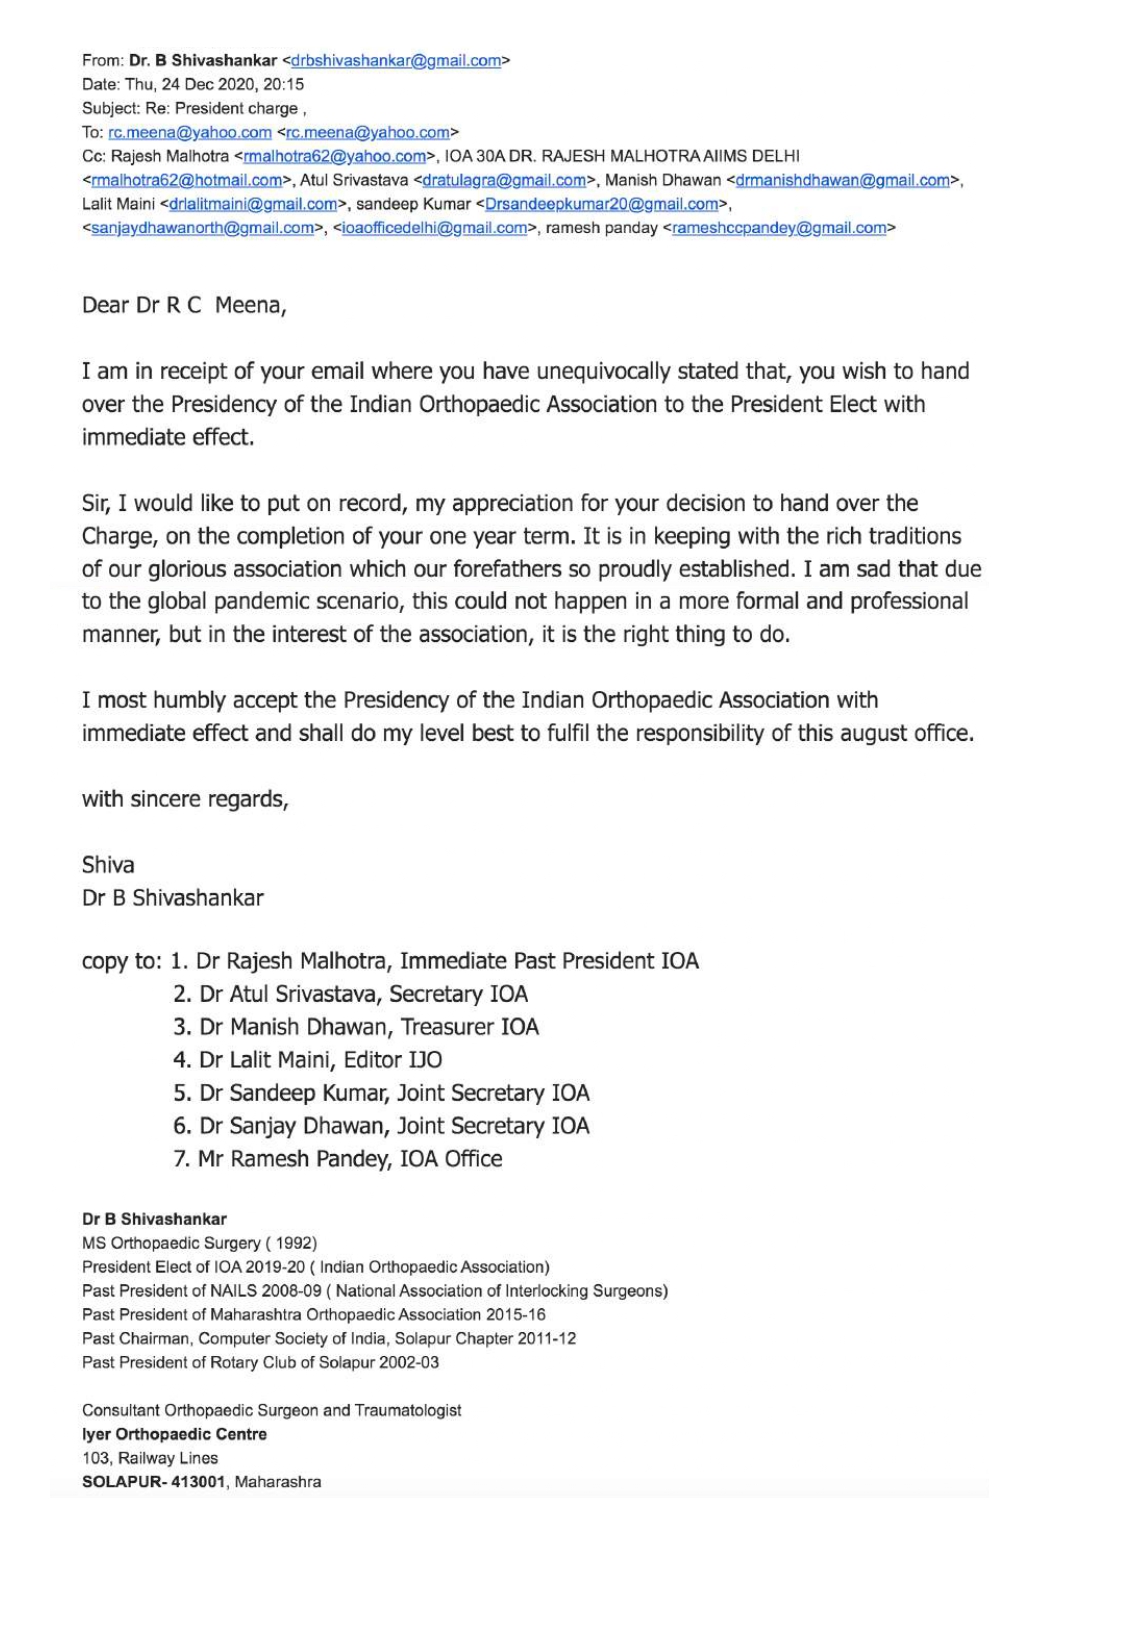 From: Dr. B Shivashankar <drbshivashankar@gmail.com>
Date: Thu, 24 Dec 2020, 20:15
Subject: Re: President charge ,
To: rc.meena@yahoo.com <rc.meena@yahoo.com>
Cc: Rajesh Malhotra <rmalhotra62@yahoo.com>, IOA 30A DR. RAJESH MALHOTRA AIIMS DELHI
<rmalhotra62@hotmail.com>, Atul Srivastava <dratulagra@gmail.com>, Manish Dhawan <drmanishdhawan@gmail.com>,
Lalit Maini <drlalitmaini@gmail.com>, sandeep Kumar <Drsandeepkumar20@gmail.com>,
<sanjaydhawanorth@gmail.com>, <ioaofficedelhi@gmail.com>, ramesh panday <rameshccpandey@gmail.com>
Dear Dr R C Meena,
I am in receipt of your email where you have unequivocally stated that, you wish to hand
over the Presidency of the Indian Orthopaedic Association to the President Elect with
immediate effect.
Sir, I would like to put on record, my appreciation for your decision to hand over the
Charge, on the completion of your one year term. It is in keeping with the rich traditions
of our glorious association which our forefathers so proudly established. I am sad that due
to the global pandemic scenario, this could not happen in a more formal and professional
manner, but in the interest of the association, it is the right thing to do.
I most humbly accept the Presidency of the Indian Orthopaedic Association with
immediate effect and shall do my level best to fulfil the responsibility of this august office.
with sincere regards,
Shiva
Dr B Shivashankar
copy to: 1. Dr Rajesh Malhotra, Immediate Past President IOA
2. Dr Atul Srivastava, Secretary IOA
3. Dr Manish Dhawan, Treasurer IOA
4. Dr Lalit Maini, Editor IJO
5. Dr Sandeep Kumar, Joint Secretary IOA
6. Dr Sanjay Dhawan, Joint Secretary IOA
7. Mr Ramesh Pandey, IOA Office
Dr B Shivashankar
MS Orthopaedic Surgery ( 1992)
President Elect of IOA 2019-20 ( Indian Orthopaedic Association)
Past President of NAILS 2008-09 ( National Association of Interlocking Surgeons)
Past President of Maharashtra Orthopaedic Association 2015-16
Past Chairman, Computer Society of India, Solapur Chapter 2011-12
Past President of Rotary Club of Solapur 2002-03
Consultant Orthopaedic Surgeon and Traumatologist
Iyer Orthopaedic Centre
103, Railway Lines
SOLAPUR- 413001, Maharashra